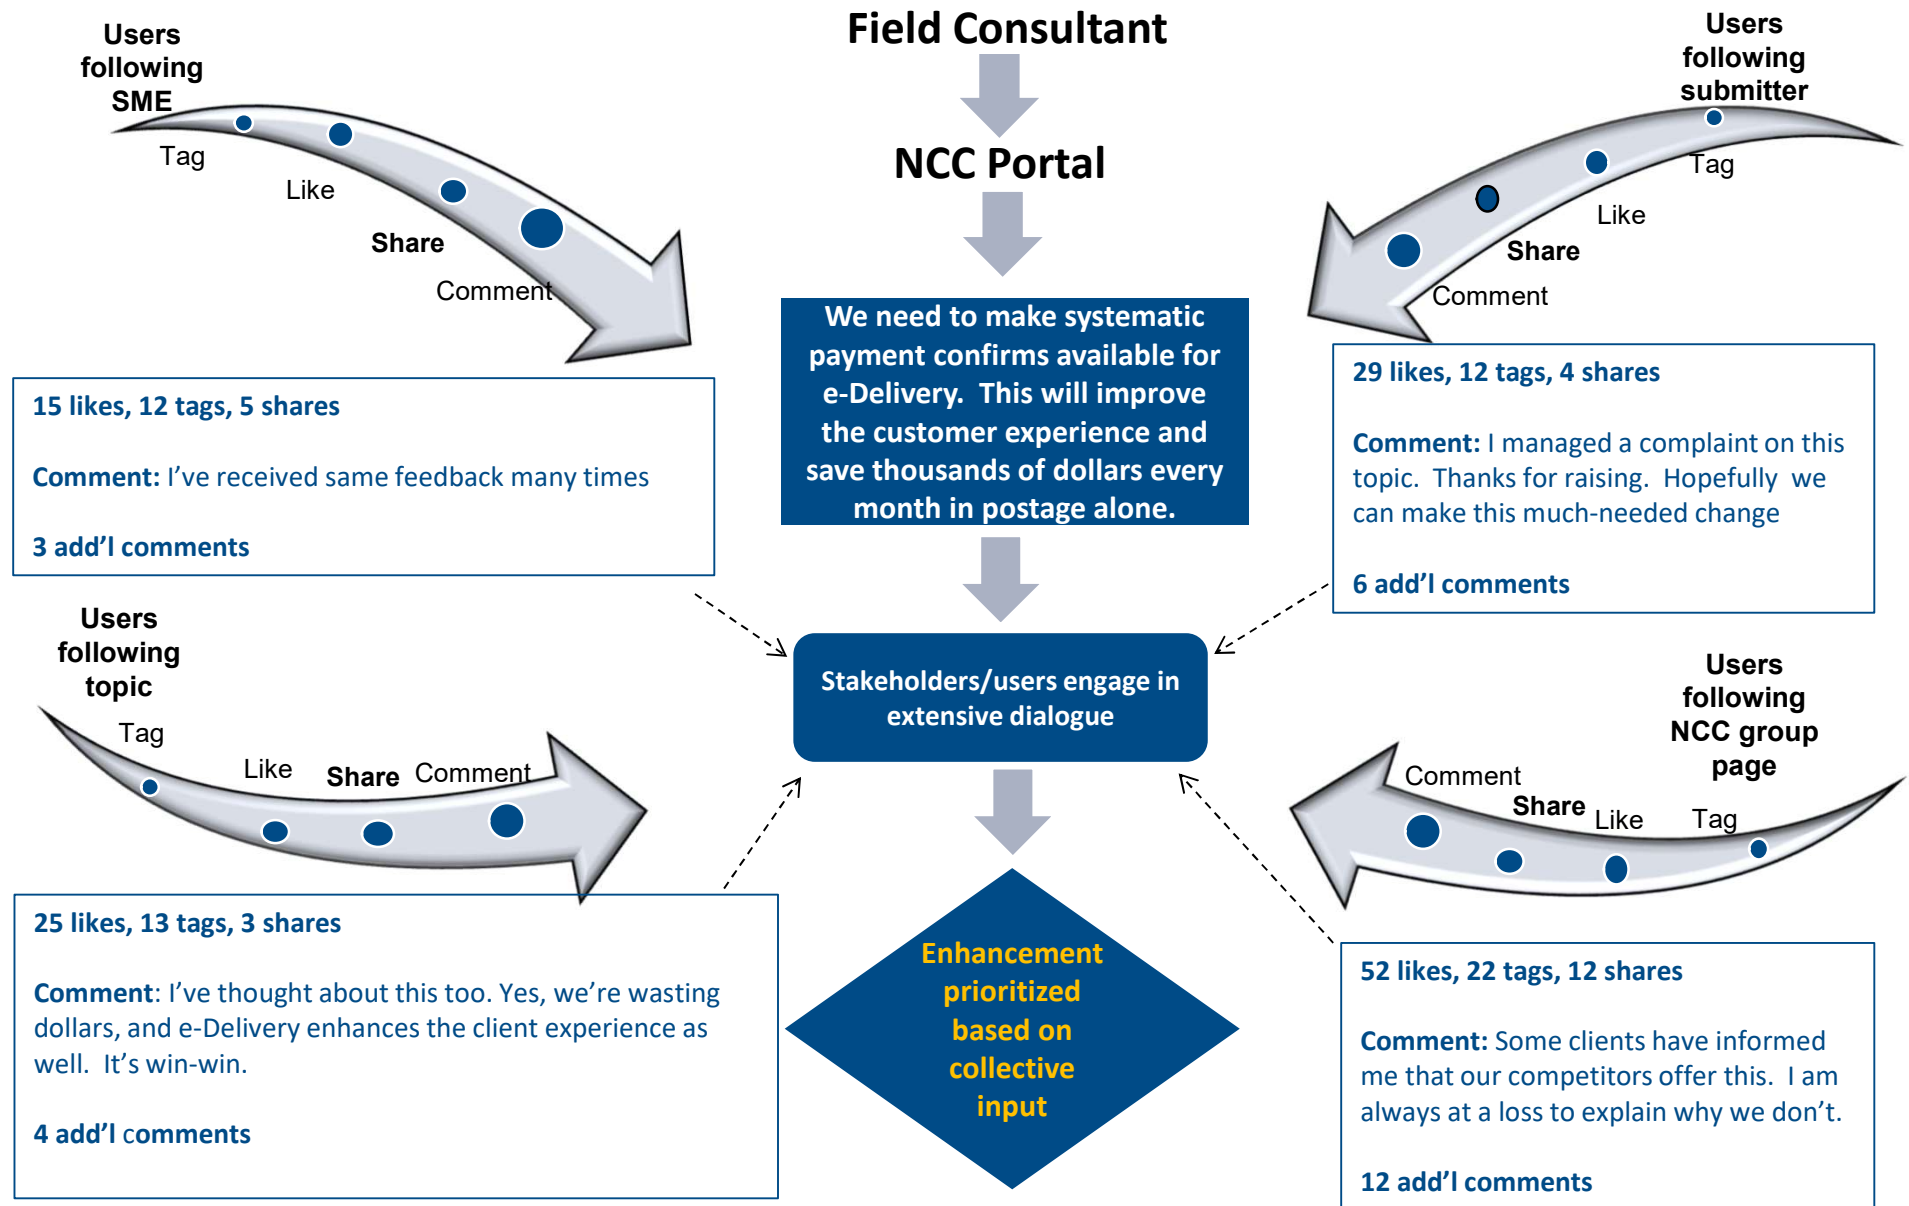 Users
following
SME
Tag
Like
Share
Comment
15 likes, 12 tags, 5 shares
Comment: I’ve received same feedback many times
3 add’l comments
Users
following
topic
Tag
Like
Share
Comment
25 likes, 13 tags, 3 shares
Comment: I’ve thought about this too. Yes, we’re wasting
dollars, and e-Delivery enhances the client experience as
well.  It’s win-win.
4 add’l comments
Field Consultant
NCC Portal
We need to make systematic
payment confirms available for
e-Delivery.  This will improve
the customer experience and
save thousands of dollars every
month in postage alone.
Stakeholders/users engage in
extensive dialogue
Enhancement
prioritized
based on
collective
input
Users
following
submitter
Tag
Like
Share
Comment
29 likes, 12 tags, 4 shares
Comment: I managed a complaint on this
topic.  Thanks for raising.  Hopefully  we
can make this much-needed change
6 add’l comments
Users
following
NCC group
page
Comment
Share
Like
Tag
52 likes, 22 tags, 12 shares
Comment: Some clients have informed
me that our competitors offer this.  I am
always at a loss to explain why we don’t.
12 add’l comments